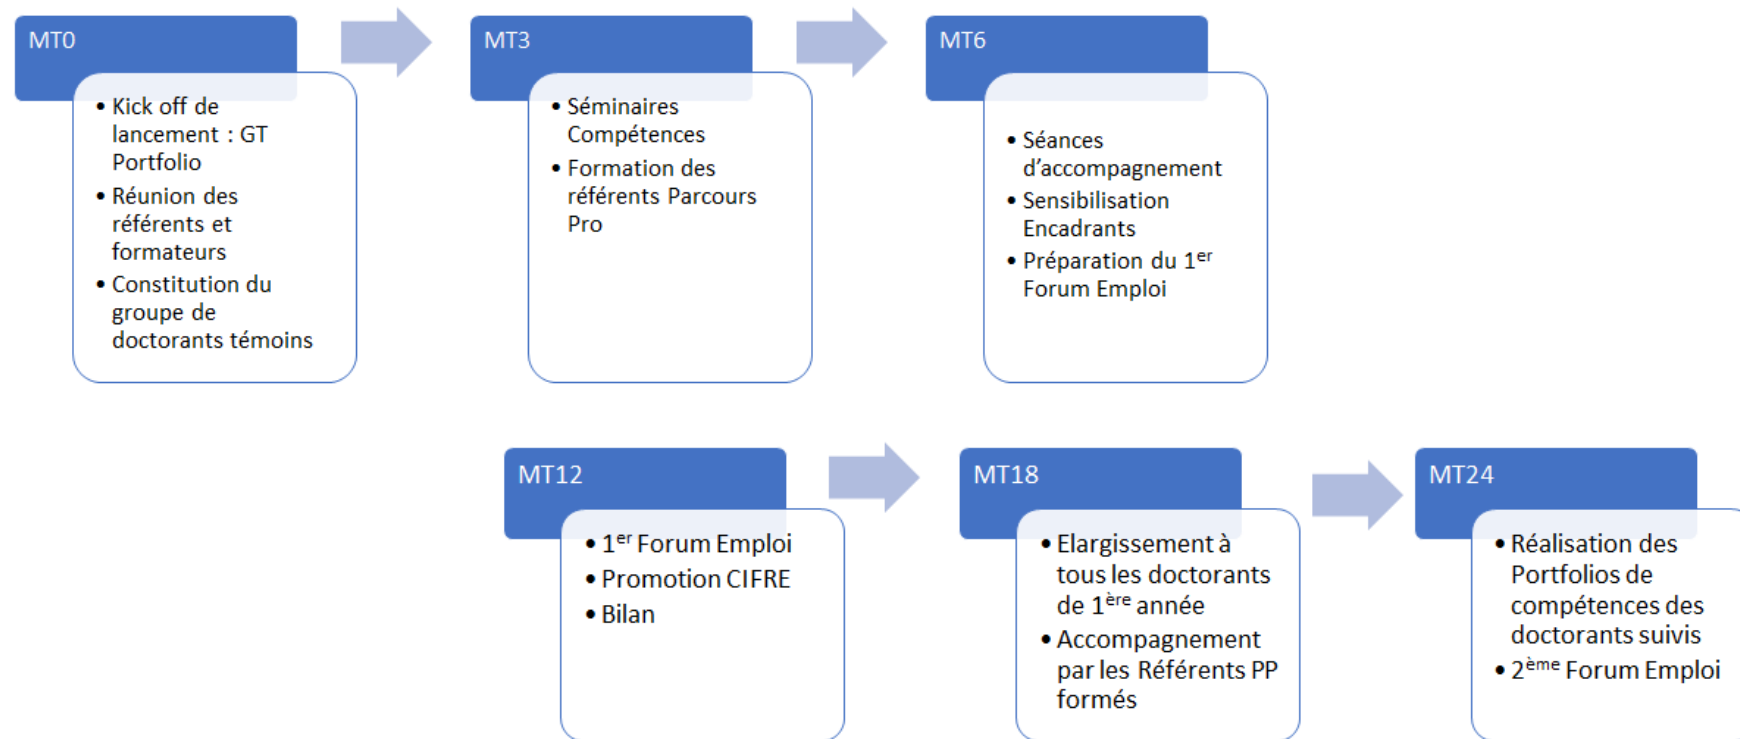 MT0
• Kick off de
lancement : GT
Portfolio
• Réunion des
référents et
formateurs
• Constitution du
groupe de
doctorants témoins
MT3
• Séminaires
Compétences
• Formation des
référents Parcours
Pro
MT6
• Séances
d’accompagnement
• Sensibilisation
Encadrants
• Préparation du 1er
Forum Emploi
MT12
• 1er Forum Emploi
• Promotion CIFRE
• Bilan
MT18
• Elargissement à
tous les doctorants
de 1ère année
• Accompagnement
par les Référents PP
formés
MT24
• Réalisation des
Portfolios de
compétences des
doctorants suivis
• 2ème Forum Emploi